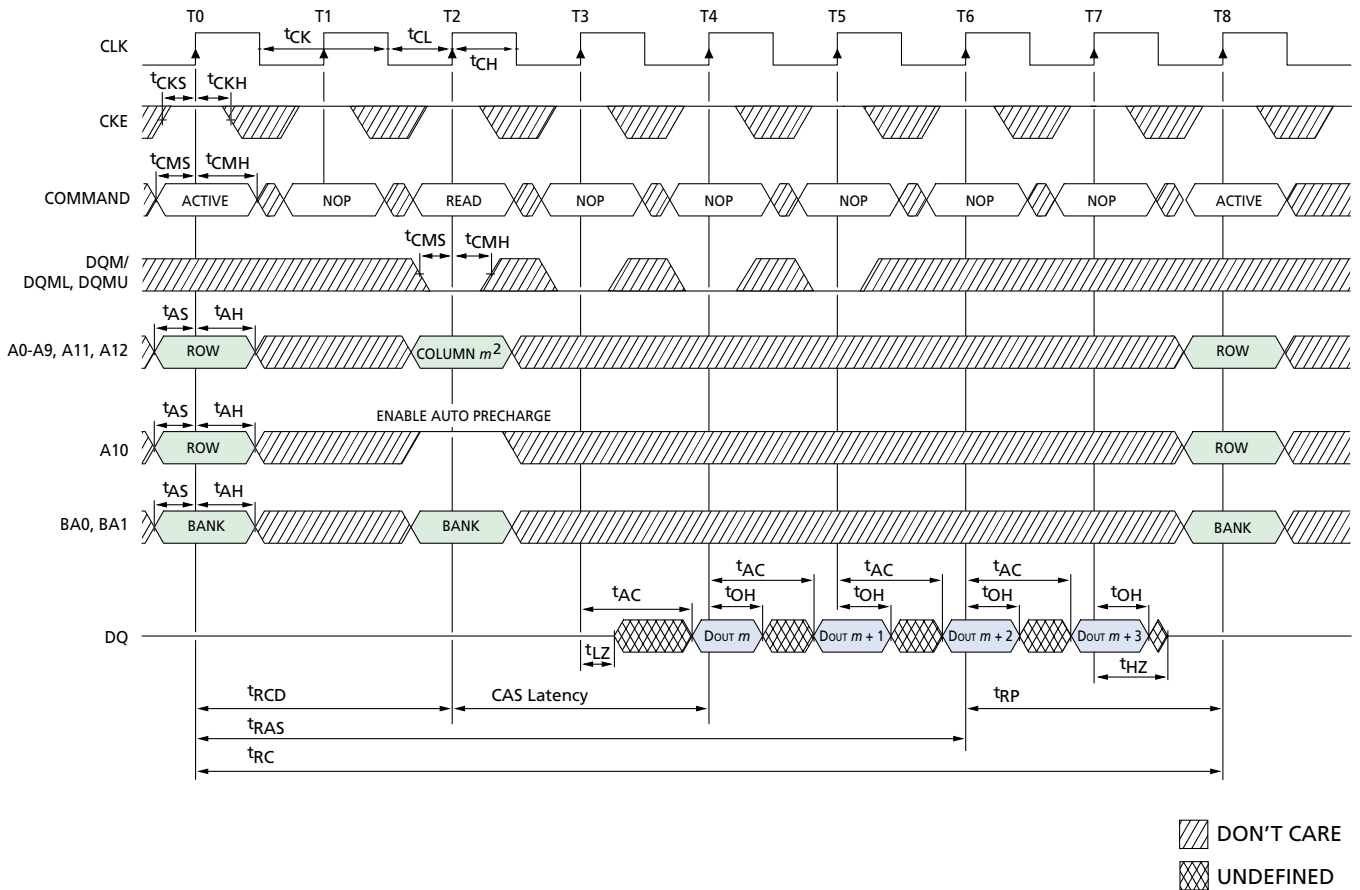 T0 T1 T2 T3 T4 T5 T6 T7 T8
CLK
tCK tCL
tCH
tCKS tCKH
CKE
tCMS tCMH
COMMAND ACTIVE NOP READ NOP NOP NOP NOP NOP ACTIVE
tCMS tCMH
DQM/
DQML, DQMU
tAS tAH
A0-A9, A11, A12 ROW COLUMN m2 ROW
ENABLE AUTO PRECHARGE
tAS tAH
A10 ROW ROW
tAS tAH
BA0, BA1 BANK BANK BANK
tAC tAC tAC tAC
tOH tOH tOH tOH
DQ DOUT m DOUT m + 1 DOUT m + 2 DOUT m + 3
tLZ tHZ
tRCD CAS Latency tRP
tRAS
tRC
DON'T CARE
UNDEFINED